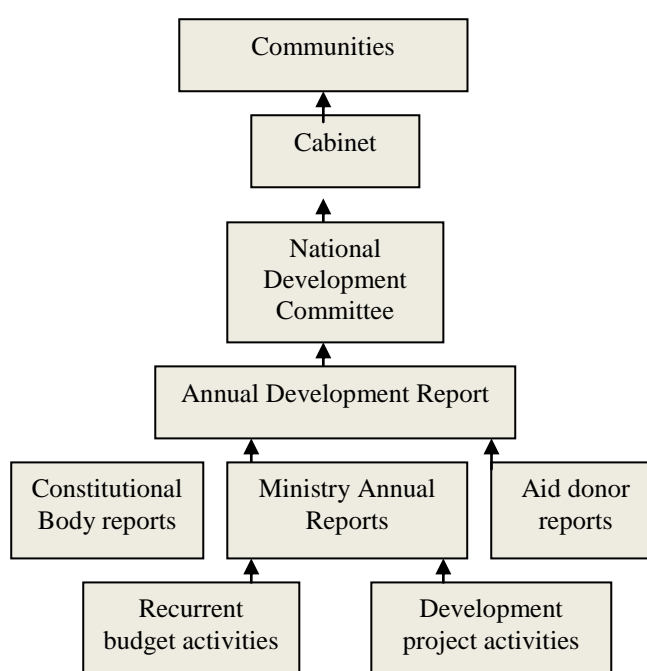 Communities
Cabinet
National
Development
Committee
Annual Development Report
Constitutional
Body reports
Ministry Annual
Reports
Aid donor
reports
Recurrent
budget activities
Development
project activities